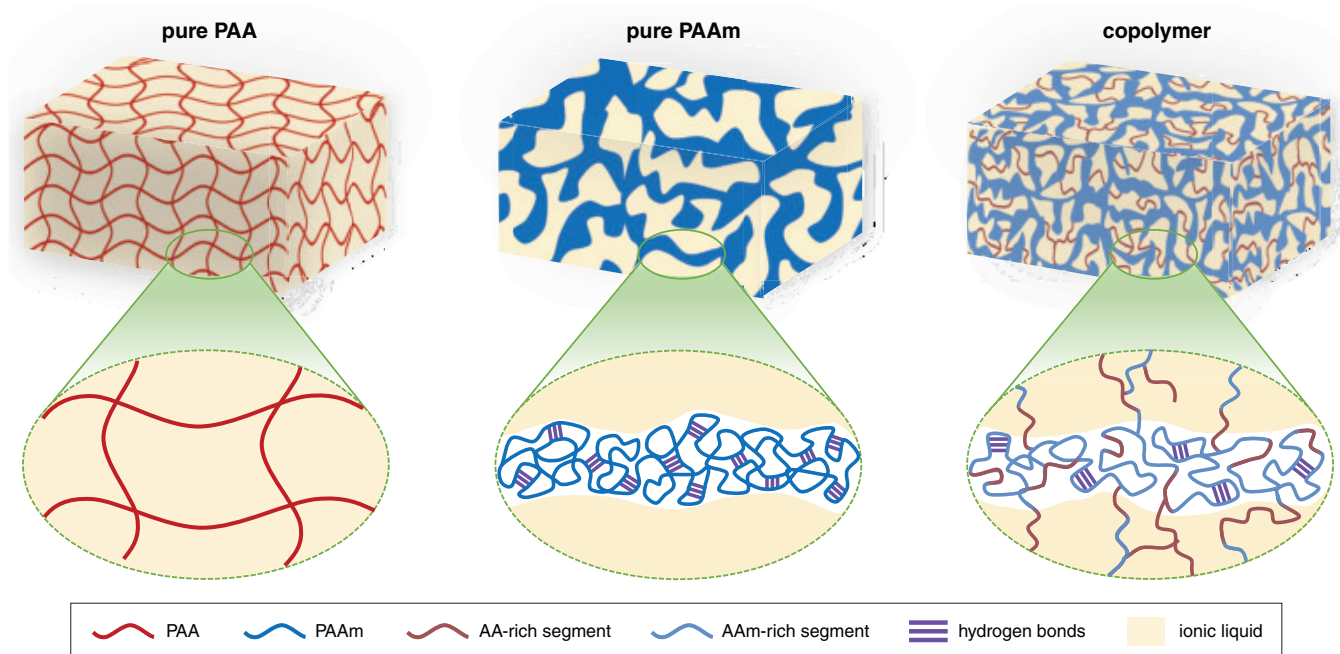 pure PAA
pure PAAm
copolymer
PAA
PAAm
AA-rich segment
AAm-rich segment
hydrogen bonds
ionic liquid